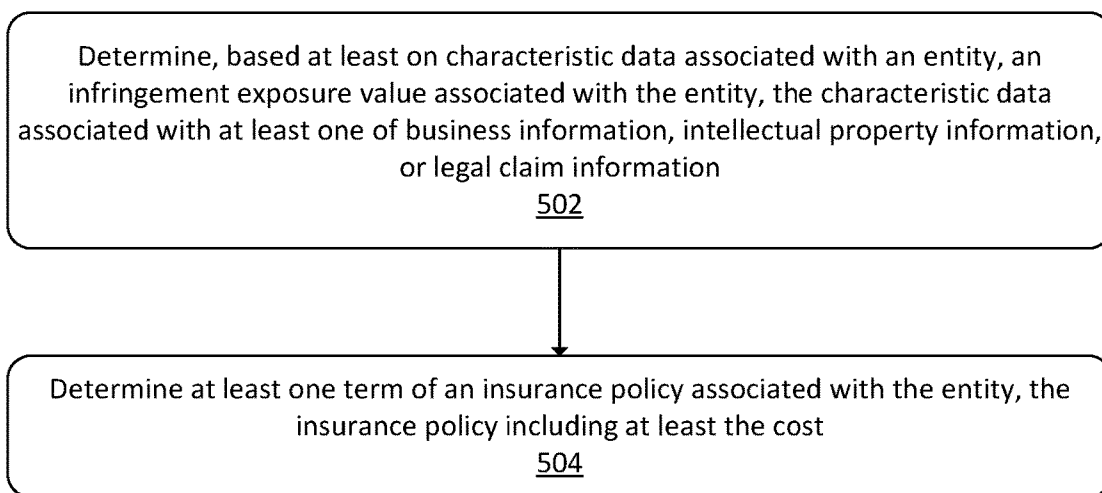 Determine, based at least on characteristic data associated with an entity, an
infringement exposure value associated with the entity, the characteristic data
associated with at least one of business information, intellectual property information,
or legal claim information
502
Determine at least one term of an insurance policy associated with the entity, the
insurance policy including at least the cost
504